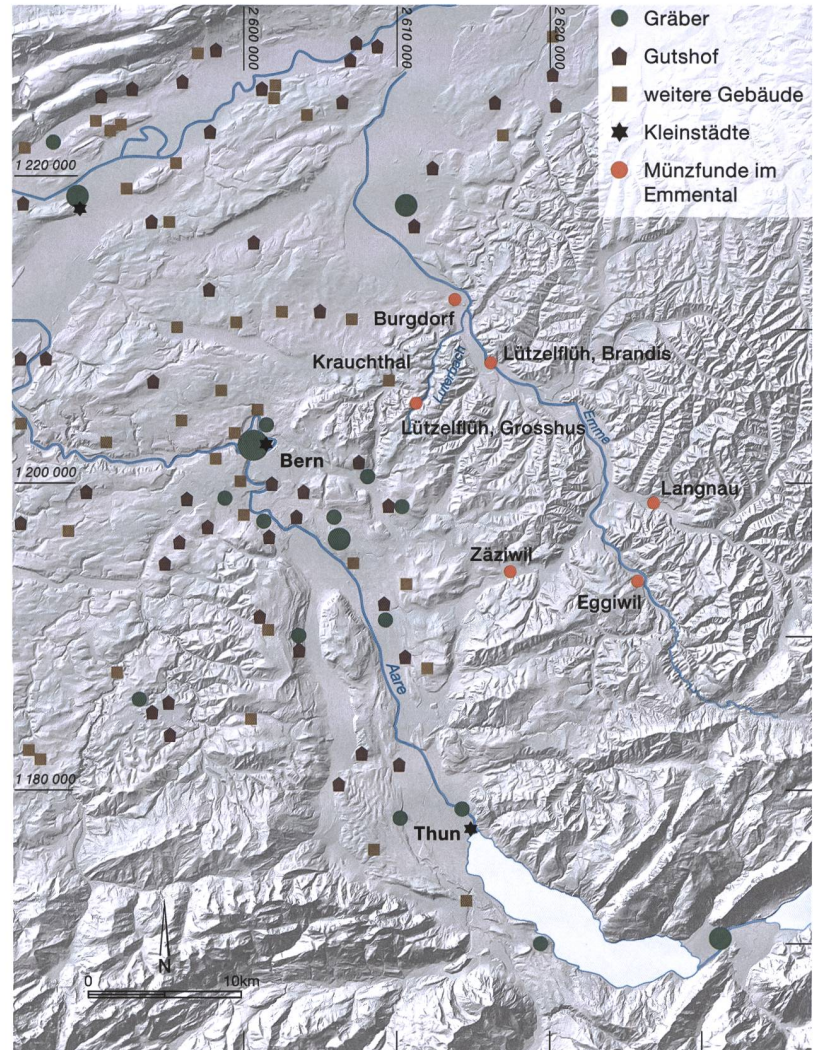 2 600 000
2 610 000
2 620 000
Gräber
Gutshof
weitere Gebäude
Kleinstädte
Münzfunde im
Emmental
1 220 000
Burgdorf
Krauchthal
Luterbach
Lützelflüh, Brandis
Lützelflüh, Grosshus
Emme
Bern
1 200 000
Langnau
Zäziwil
Eggiwil
Aare
1 180 000
Thun
N
0
10km